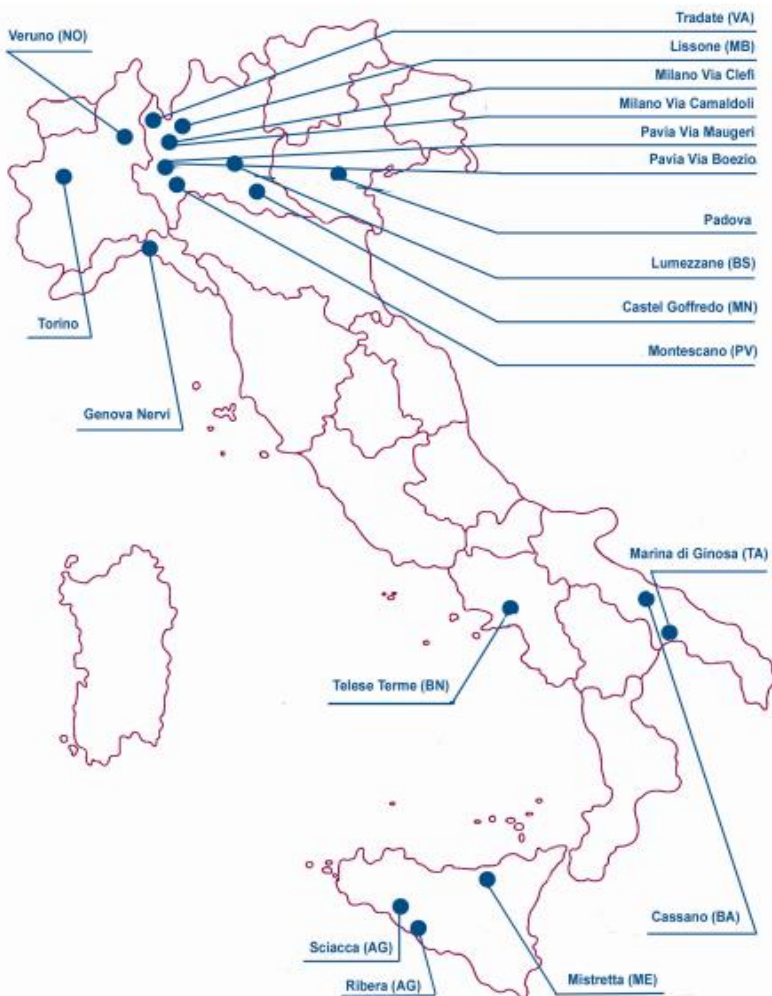 Tradate (VA)
Veruno (NO)
Lissone (MB)
Milano Via Clefi
Milano Via Camaldoli
Pavia Via Maugeri
Pavia Via Boezio
Padova
Lumezzane (BS)
Castel Goffredo (MN)
Torino
Montescano (PV)
Genova Nervi
Marina di Ginosa (TA)
Telese Terme (BN)
Cassano (BA)
Sciacca (AG)
Mistretta (ME)
Ribera (AG)